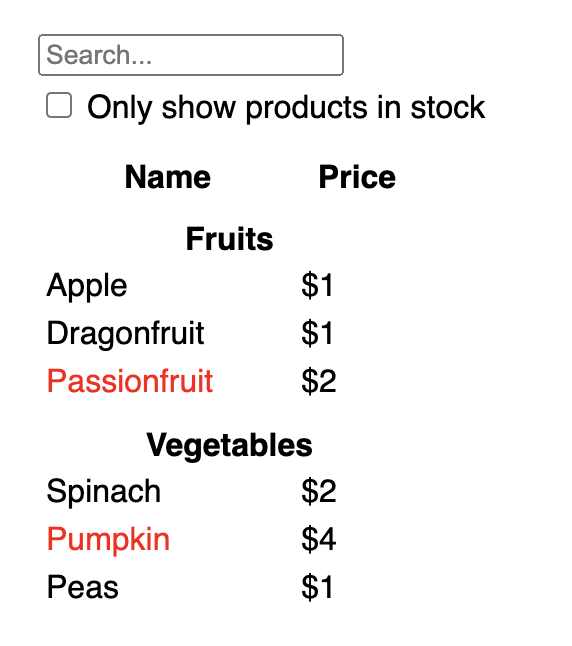 Search...
Only show products in stock
Name Price
Fruits
Apple $1
Dragonfruit $1
Passionfruit $2
Vegetables
Spinach $2
Pumpkin $4
Peas $1